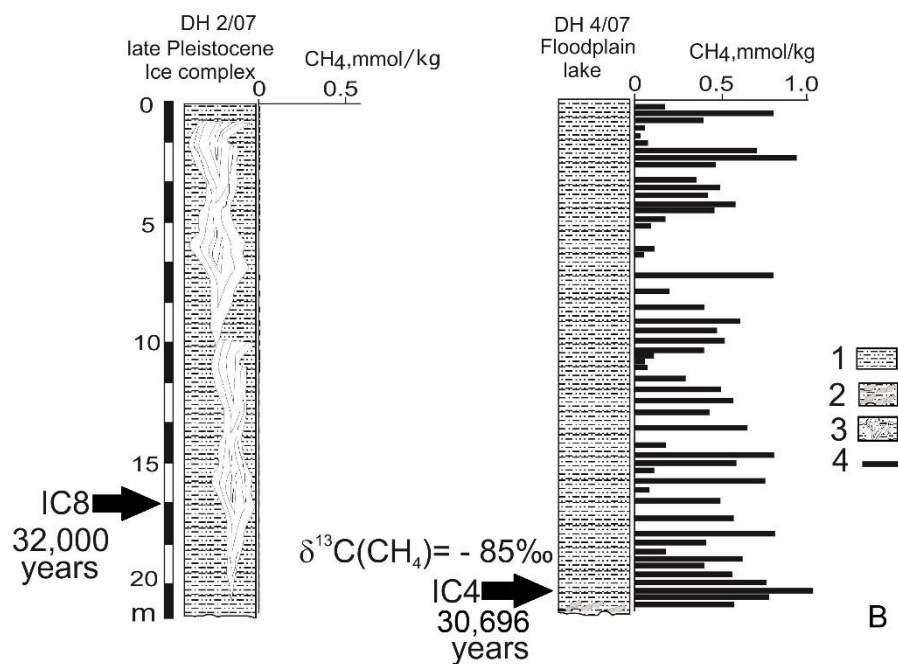 DH 2/07
late Pleistocene
Ice complex
CH4,mmol/kg
0 0.5
0
5
10
15
20
m
IC8
32,000
years
DH 4/07
Floodplain
lake
CH4,mmol/kg
0 0.5 1.0
δ¹³C(CH₄)= - 85‰
IC4
30,696
years
1
2
3
4
B